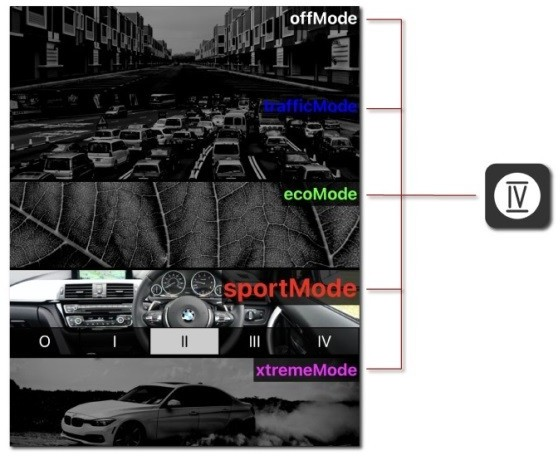 offMode
trafficMode
ecoMode
sportMode
O I II III IV
xtremeMode
IV